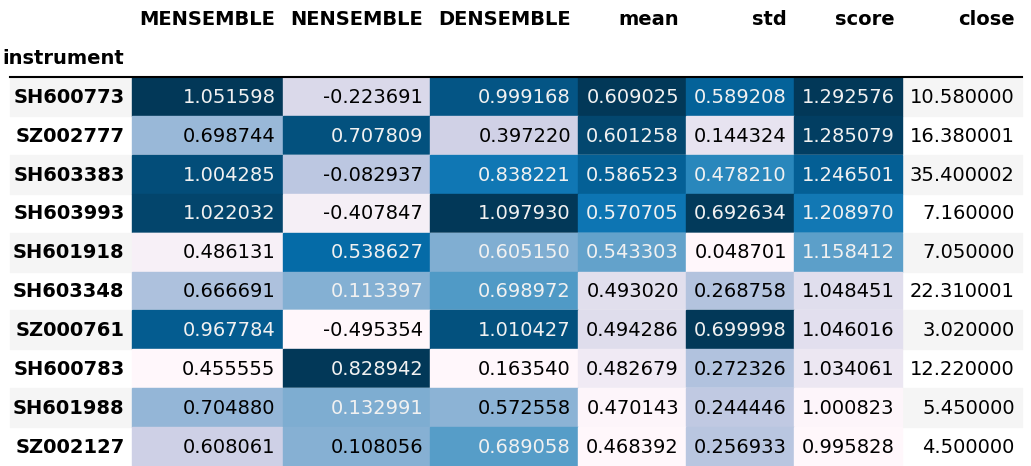 MENSEMBLE NENSEMBLE DENSEMBLE mean std score close
instrument
SH600773 1.051598 -0.223691 0.999168 0.609025 0.589208 1.292576 10.580000
SZ002777 0.698744 0.707809 0.397220 0.601258 0.144324 1.285079 16.380001
SH603383 1.004285 -0.082937 0.838221 0.586523 0.478210 1.246501 35.400002
SH603993 1.022032 -0.407847 1.097930 0.570705 0.692634 1.208970 7.160000
SH601918 0.486131 0.538627 0.605150 0.543303 0.048701 1.158412 7.050000
SH603348 0.666691 0.113397 0.698972 0.493020 0.268758 1.048451 22.310001
SZ000761 0.967784 -0.495354 1.010427 0.494286 0.699998 1.046016 3.020000
SH600783 0.455555 0.828942 0.163540 0.482679 0.272326 1.034061 12.220000
SH601988 0.704880 0.132991 0.572558 0.470143 0.244446 1.000823 5.450000
SZ002127 0.608061 0.108056 0.689058 0.468392 0.256933 0.995828 4.500000